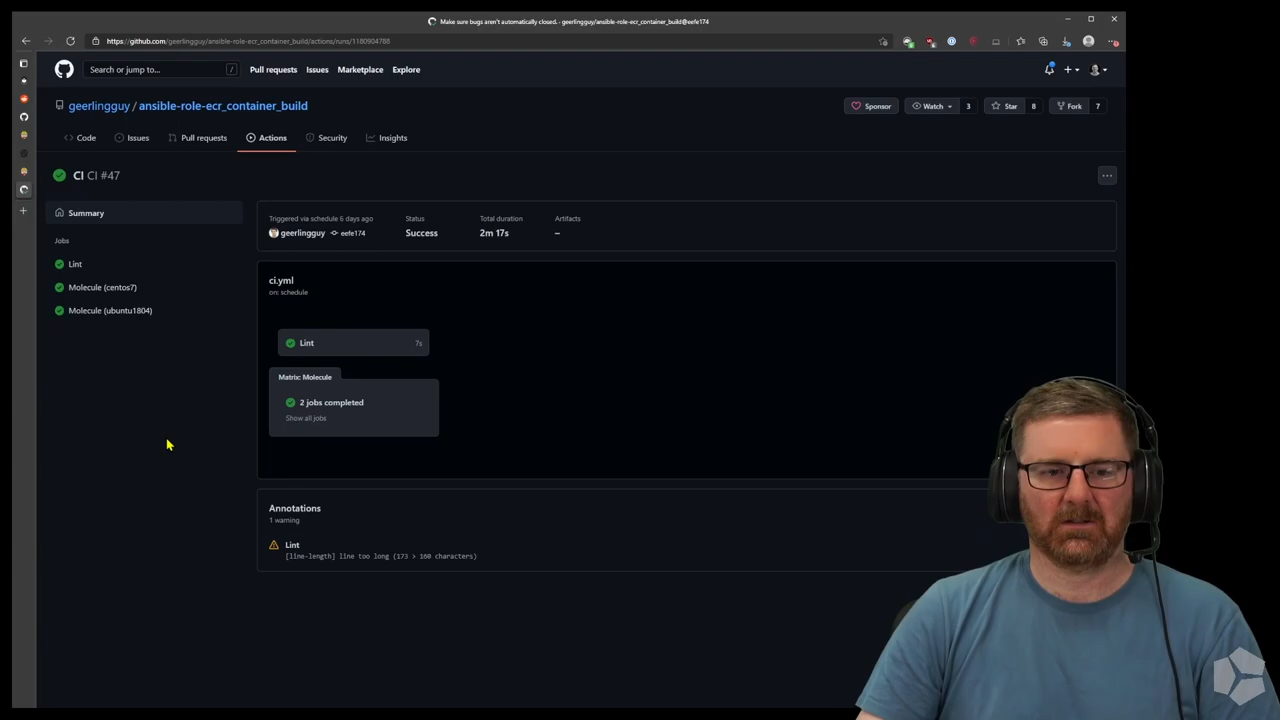 Make sure bugs aren't automatically closed. · geerlingguy/ansible-role-ecr_container_build@eefe174
https://github.com/geerlingguy/ansible-role-ecr_container_build/actions/runs/1180904788
Search or jump to... /
Pull requests Issues Marketplace Explore
geerlingguy / ansible-role-ecr_container_build
Sponsor Watch 3 Star 8 Fork 7
Code Issues Pull requests Actions Security Insights
CI CI #47
Summary
Jobs
Lint
Molecule (centos7)
Molecule (ubuntu1804)
Triggered via schedule 6 days ago
geerlingguy eefe174
Status
Success
Total duration
2m 17s
Artifacts
–
ci.yml
on: schedule
Lint 7s
Matrix: Molecule
2 jobs completed
Show all jobs
Annotations
1 warning
Lint
[line-length] line too long (173 > 160 characters)